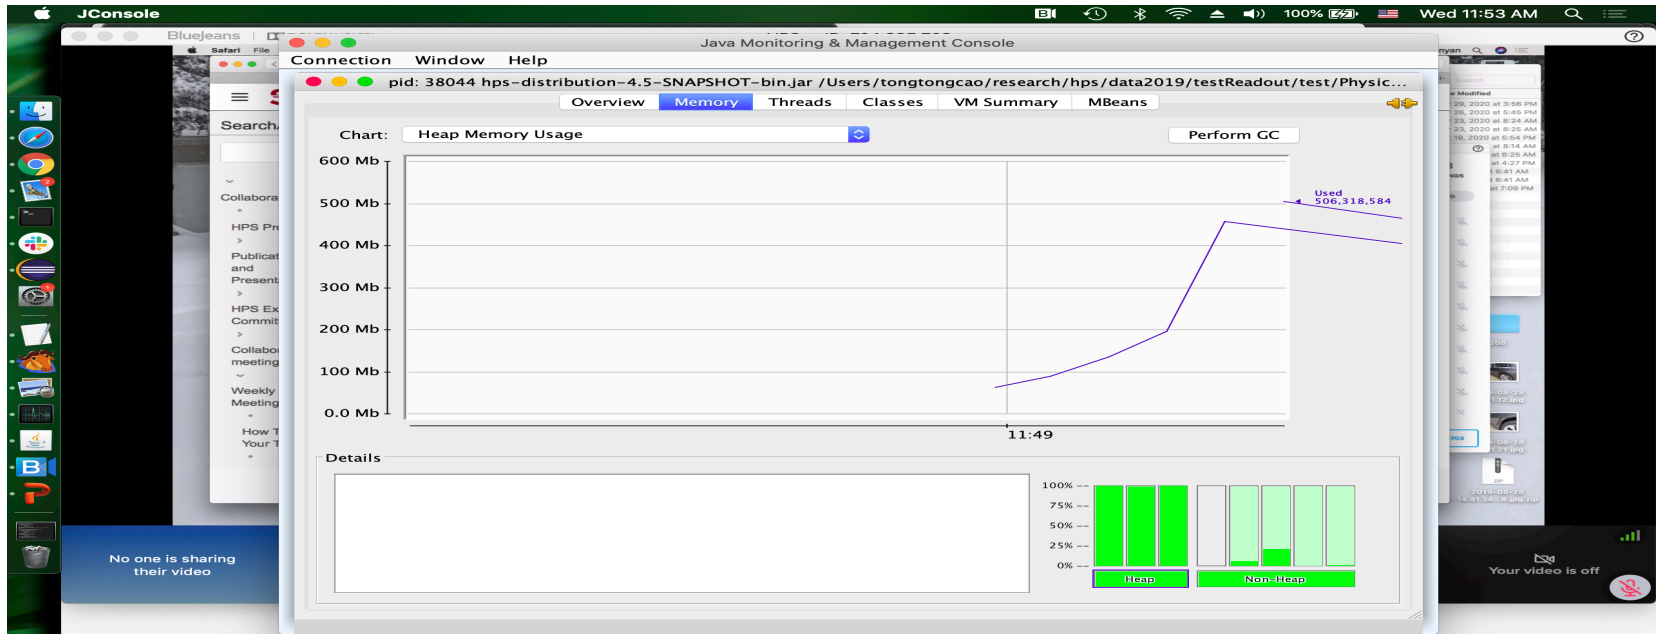 JConsole
100%
Wed 11:53 AM
BlueJeans
Safari File
Java Monitoring & Management Console
Connection Window Help
pid: 38044 hps-distribution-4.5-SNAPSHOT-bin.jar /Users/tongtongcao/research/hps/data2019/testReadout/test/Physic...
Overview Memory Threads Classes VM Summary MBeans
Chart: Heap Memory Usage
Perform GC
600 Mb
500 Mb
400 Mb
300 Mb
200 Mb
100 Mb
0.0 Mb
Used
506,318,584
11:49
Details
100% --
75% --
50% --
25% --
0% --
Heap
Non-Heap
Search
Collabora
HPS Pro
Publicat
and
Present
HPS Ex
Commit
Collabo
meeting
Weekly
Meeting
How T
Your T
No one is sharing
their video
Your video is off